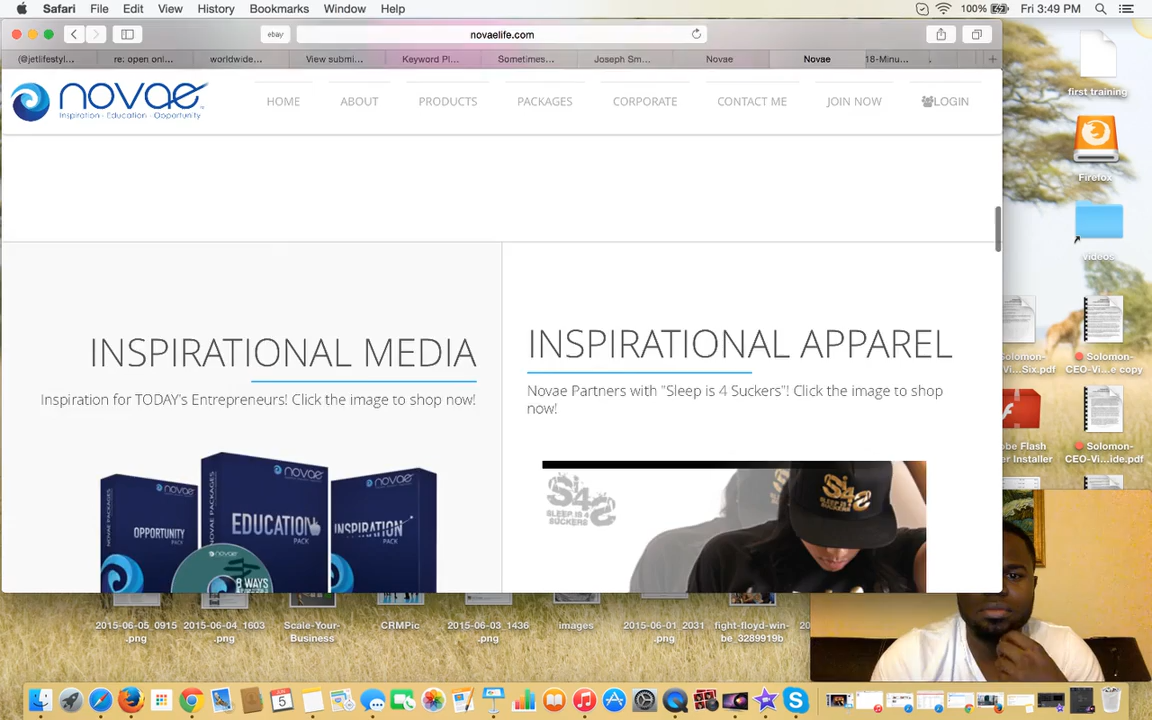 Safari File Edit View History Bookmarks Window Help 100% Fri 3:49 PM
ebay novaelife.com
(@jetlifestyl... re: open onl... worldwide... View submi... Keyword Pl... Sometimes... Joseph Sm... Novae Novae 18-Minu...
novae
Inspiration - Education - Opportunity
HOME ABOUT PRODUCTS PACKAGES CORPORATE CONTACT ME JOIN NOW LOGIN
first training
Firefox
videos
INSPIRATIONAL MEDIA
Inspiration for TODAY's Entrepreneurs! Click the image to shop now!
INSPIRATIONAL APPAREL
Novae Partners with "Sleep is 4 Suckers"! Click the image to shop
now!
novae novae novae
OPPORTUNITY
PACK
EDUCATION
PACK
INSPIRATION
PACK
novae
8 WAYS
Si4S
SLEEP IS 4
SUCKERS
Si4S
SLEEP IS 4
SUCKERS
Solomon-
...Six.pdf
Solomon-
CEO-Vi...e copy
be Flash
er Installer
Solomon-
CEO-Vi...ide.pdf
2015-06-05_0915
.png
2015-06-04_1603
.png
Scale-Your-
Business
CRMPic
2015-06-03_1436
.png
images
2015-06-01_2031
.png
fight-floyd-win-
be_3289919b
5